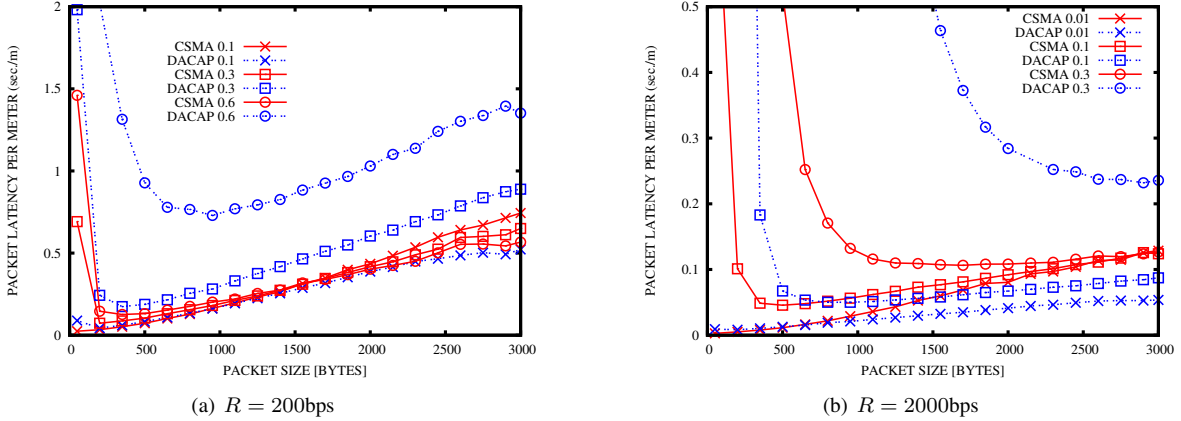 PACKET LATENCY PER METER (sec./m)
2
1.5
1
0.5
0
CSMA 0.1
DACAP 0.1
CSMA 0.3
DACAP 0.3
CSMA 0.6
DACAP 0.6
0 500 1000 1500 2000 2500 3000
PACKET SIZE [BYTES]
(a) R = 200bps
PACKET LATENCY PER METER (sec./m)
0.5
0.4
0.3
0.2
0.1
0
CSMA 0.01
DACAP 0.01
CSMA 0.1
DACAP 0.1
CSMA 0.3
DACAP 0.3
0 500 1000 1500 2000 2500 3000
PACKET SIZE [BYTES]
(b) R = 2000bps